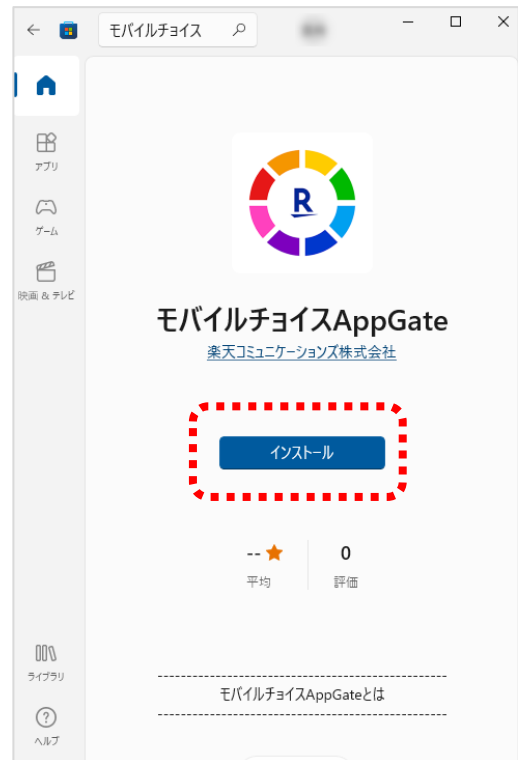 モバイルチョイス
アプリ
ゲーム
映画 & テレビ
R
モバイルチョイスAppGate
楽天コミュニケーションズ株式会社
インストール
-- ★ 0
平均 評価
ライブラリ
--------------------------------------------------------
モバイルチョイスAppGateとは
--------------------------------------------------------
ヘルプ